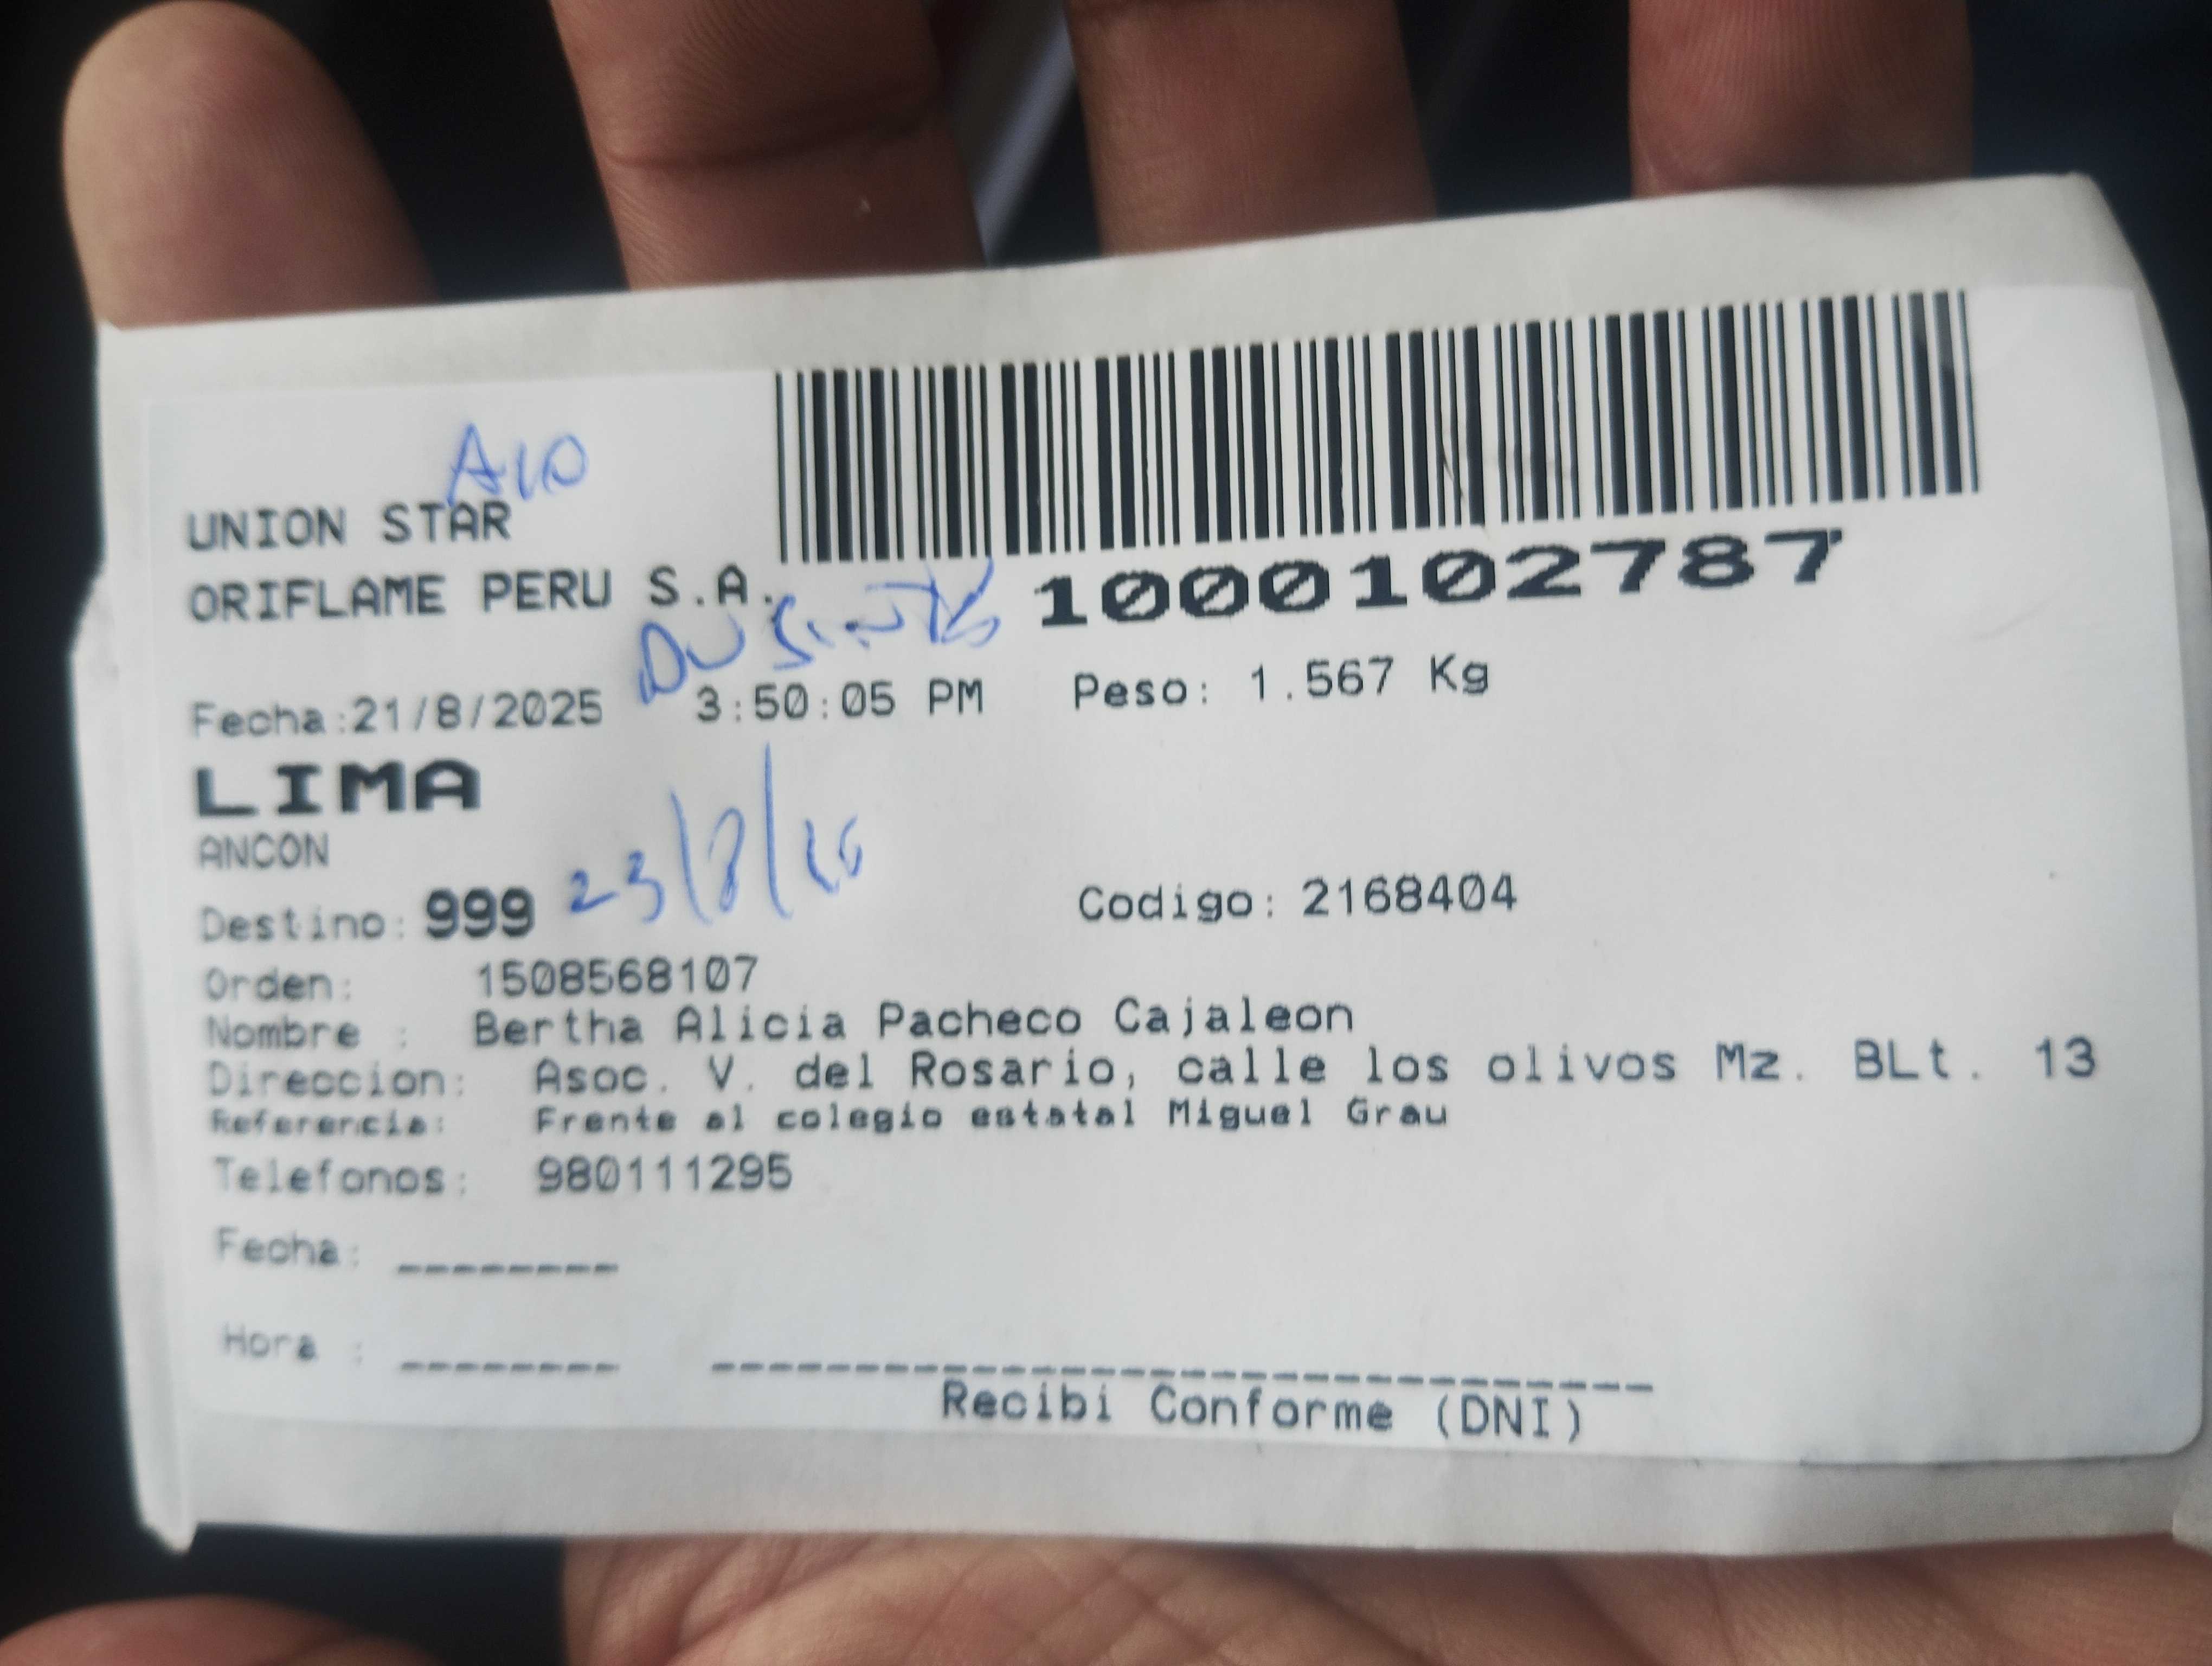 UNION STAR
ORIFLAME PERU S.A.
1000102787
Fecha:21/8/2025 3:50:05 PM Peso: 1.567 Kg
LIMA
ANCON
23/8/
Destino: 999 Codigo: 2168404
Orden: 1508568107
Nombre : Bertha Alicia Pacheco Cajaleon
Direccion: Asoc. V. del Rosario, calle los olivos Mz. BLt. 13
Referencia: Frente al colegio estatal Miguel Grau
Telefonos: 980111295
Fecha: ________
Hora : ________
Recibi Conforme (DNI)